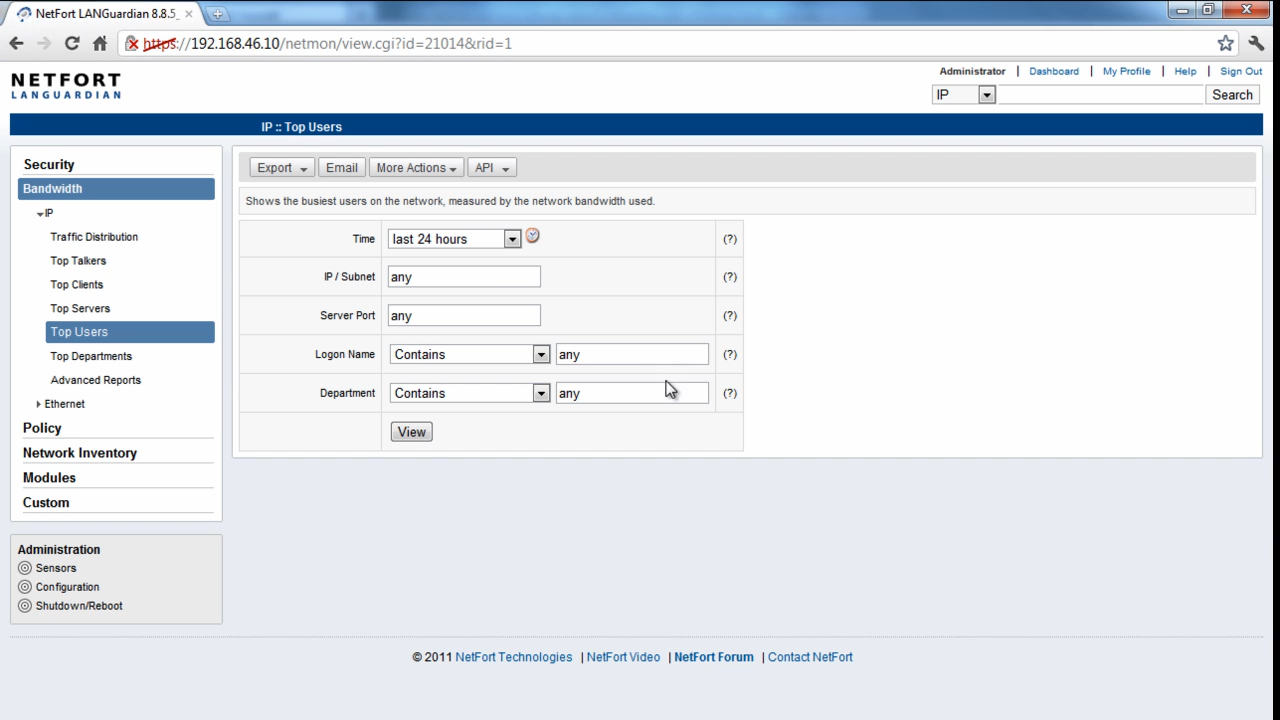 NetFort LANGuardian 8.8.5_
https://192.168.46.10/netmon/view.cgi?id=21014&rid=1
NETFORT
LANGUARDIAN
Administrator | Dashboard | My Profile | Help | Sign Out
IP Search
IP :: Top Users
Security
Bandwidth
IP
Traffic Distribution
Top Talkers
Top Clients
Top Servers
Top Users
Top Departments
Advanced Reports
Ethernet
Policy
Network Inventory
Modules
Custom
Administration
Sensors
Configuration
Shutdown/Reboot
Export Email More Actions API
Shows the busiest users on the network, measured by the network bandwidth used.
Time last 24 hours (?)
IP / Subnet any (?)
Server Port any (?)
Logon Name Contains any (?)
Department Contains any (?)
View
© 2011 NetFort Technologies | NetFort Video | NetFort Forum | Contact NetFort